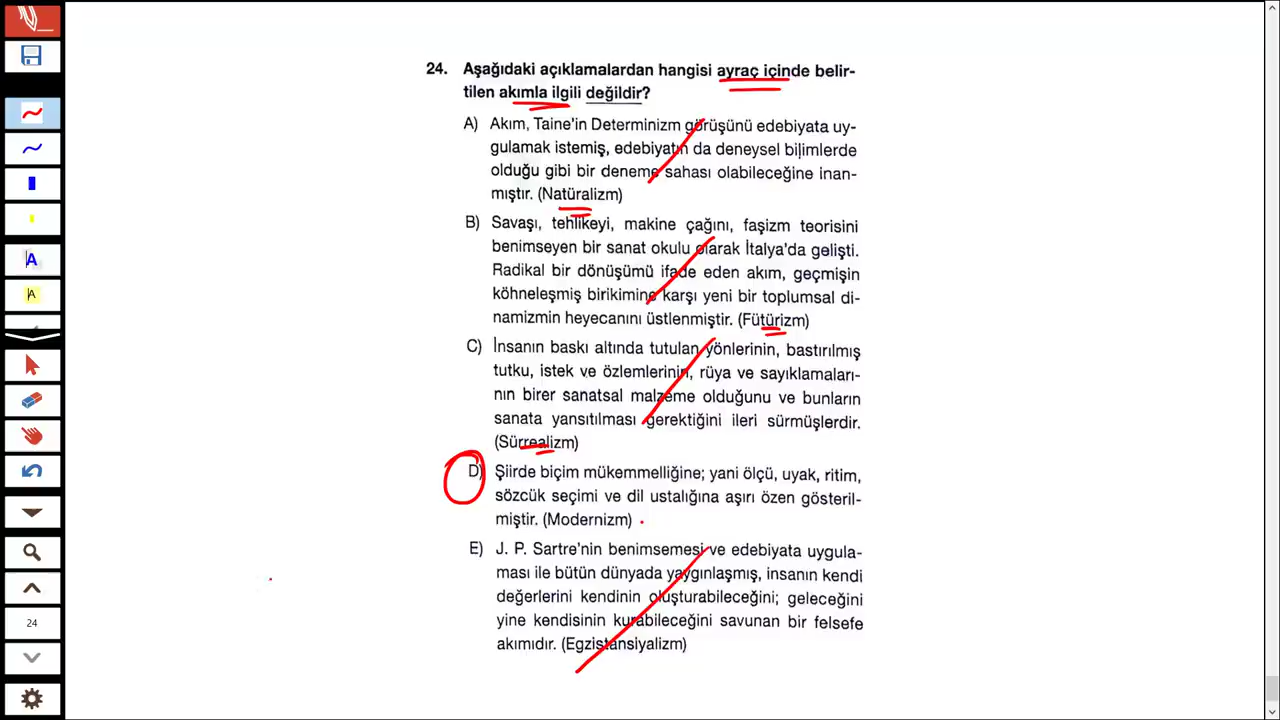 24. Aşağıdaki açıklamalardan hangisi ayraç içinde belir-
tilen akımla ilgili değildir?
A) Akım, Taine'in Determinizm görüşünü edebiyata uy-
gulamak istemiş, edebiyatın da deneysel bilimlerde
olduğu gibi bir deneme sahası olabileceğine inan-
mıştır. (Natüralizm)
B) Savaşı, tehlikeyi, makine çağını, faşizm teorisini
benimseyen bir sanat okulu olarak İtalya'da gelişti.
Radikal bir dönüşümü ifade eden akım, geçmişin
köhneleşmiş birikimine karşı yeni bir toplumsal di-
namizmin heyecanını üstlenmiştir. (Fütürizm)
C) İnsanın baskı altında tutulan yönlerinin, bastırılmış
tutku, istek ve özlemlerinin, rüya ve sayıklamaları-
nın birer sanatsal malzeme olduğunu ve bunların
sanata yansıtılması gerektiğini ileri sürmüşlerdir.
(Sürrealizm)
D) Şiirde biçim mükemmelliğine; yani ölçü, uyak, ritim,
sözcük seçimi ve dil ustalığına aşırı özen gösteril-
miştir. (Modernizm)
E) J. P. Sartre'nin benimsemesi ve edebiyata uygula-
ması ile bütün dünyada yaygınlaşmış, insanın kendi
değerlerini kendinin oluşturabileceğini; geleceğini
yine kendisinin kurabileceğini savunan bir felsefe
akımıdır. (Egzistansiyalizm)
A
A
24